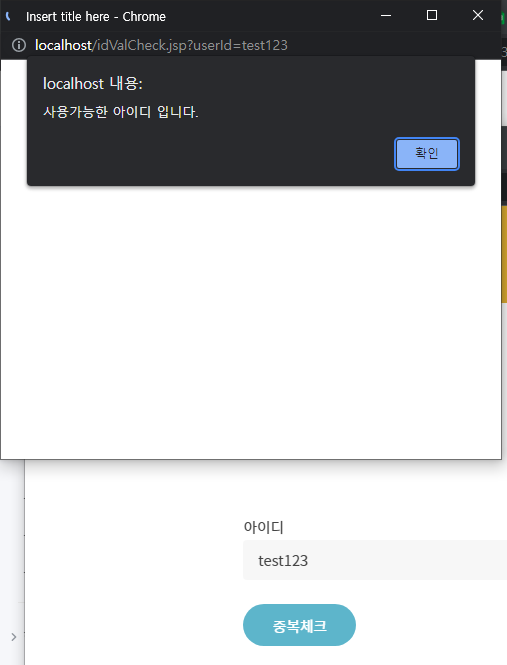 Insert title here - Chrome
localhost/idValCheck.jsp?userId=test123
localhost 내용:
사용가능한 아이디 입니다.
확인
아이디
test123
중복체크